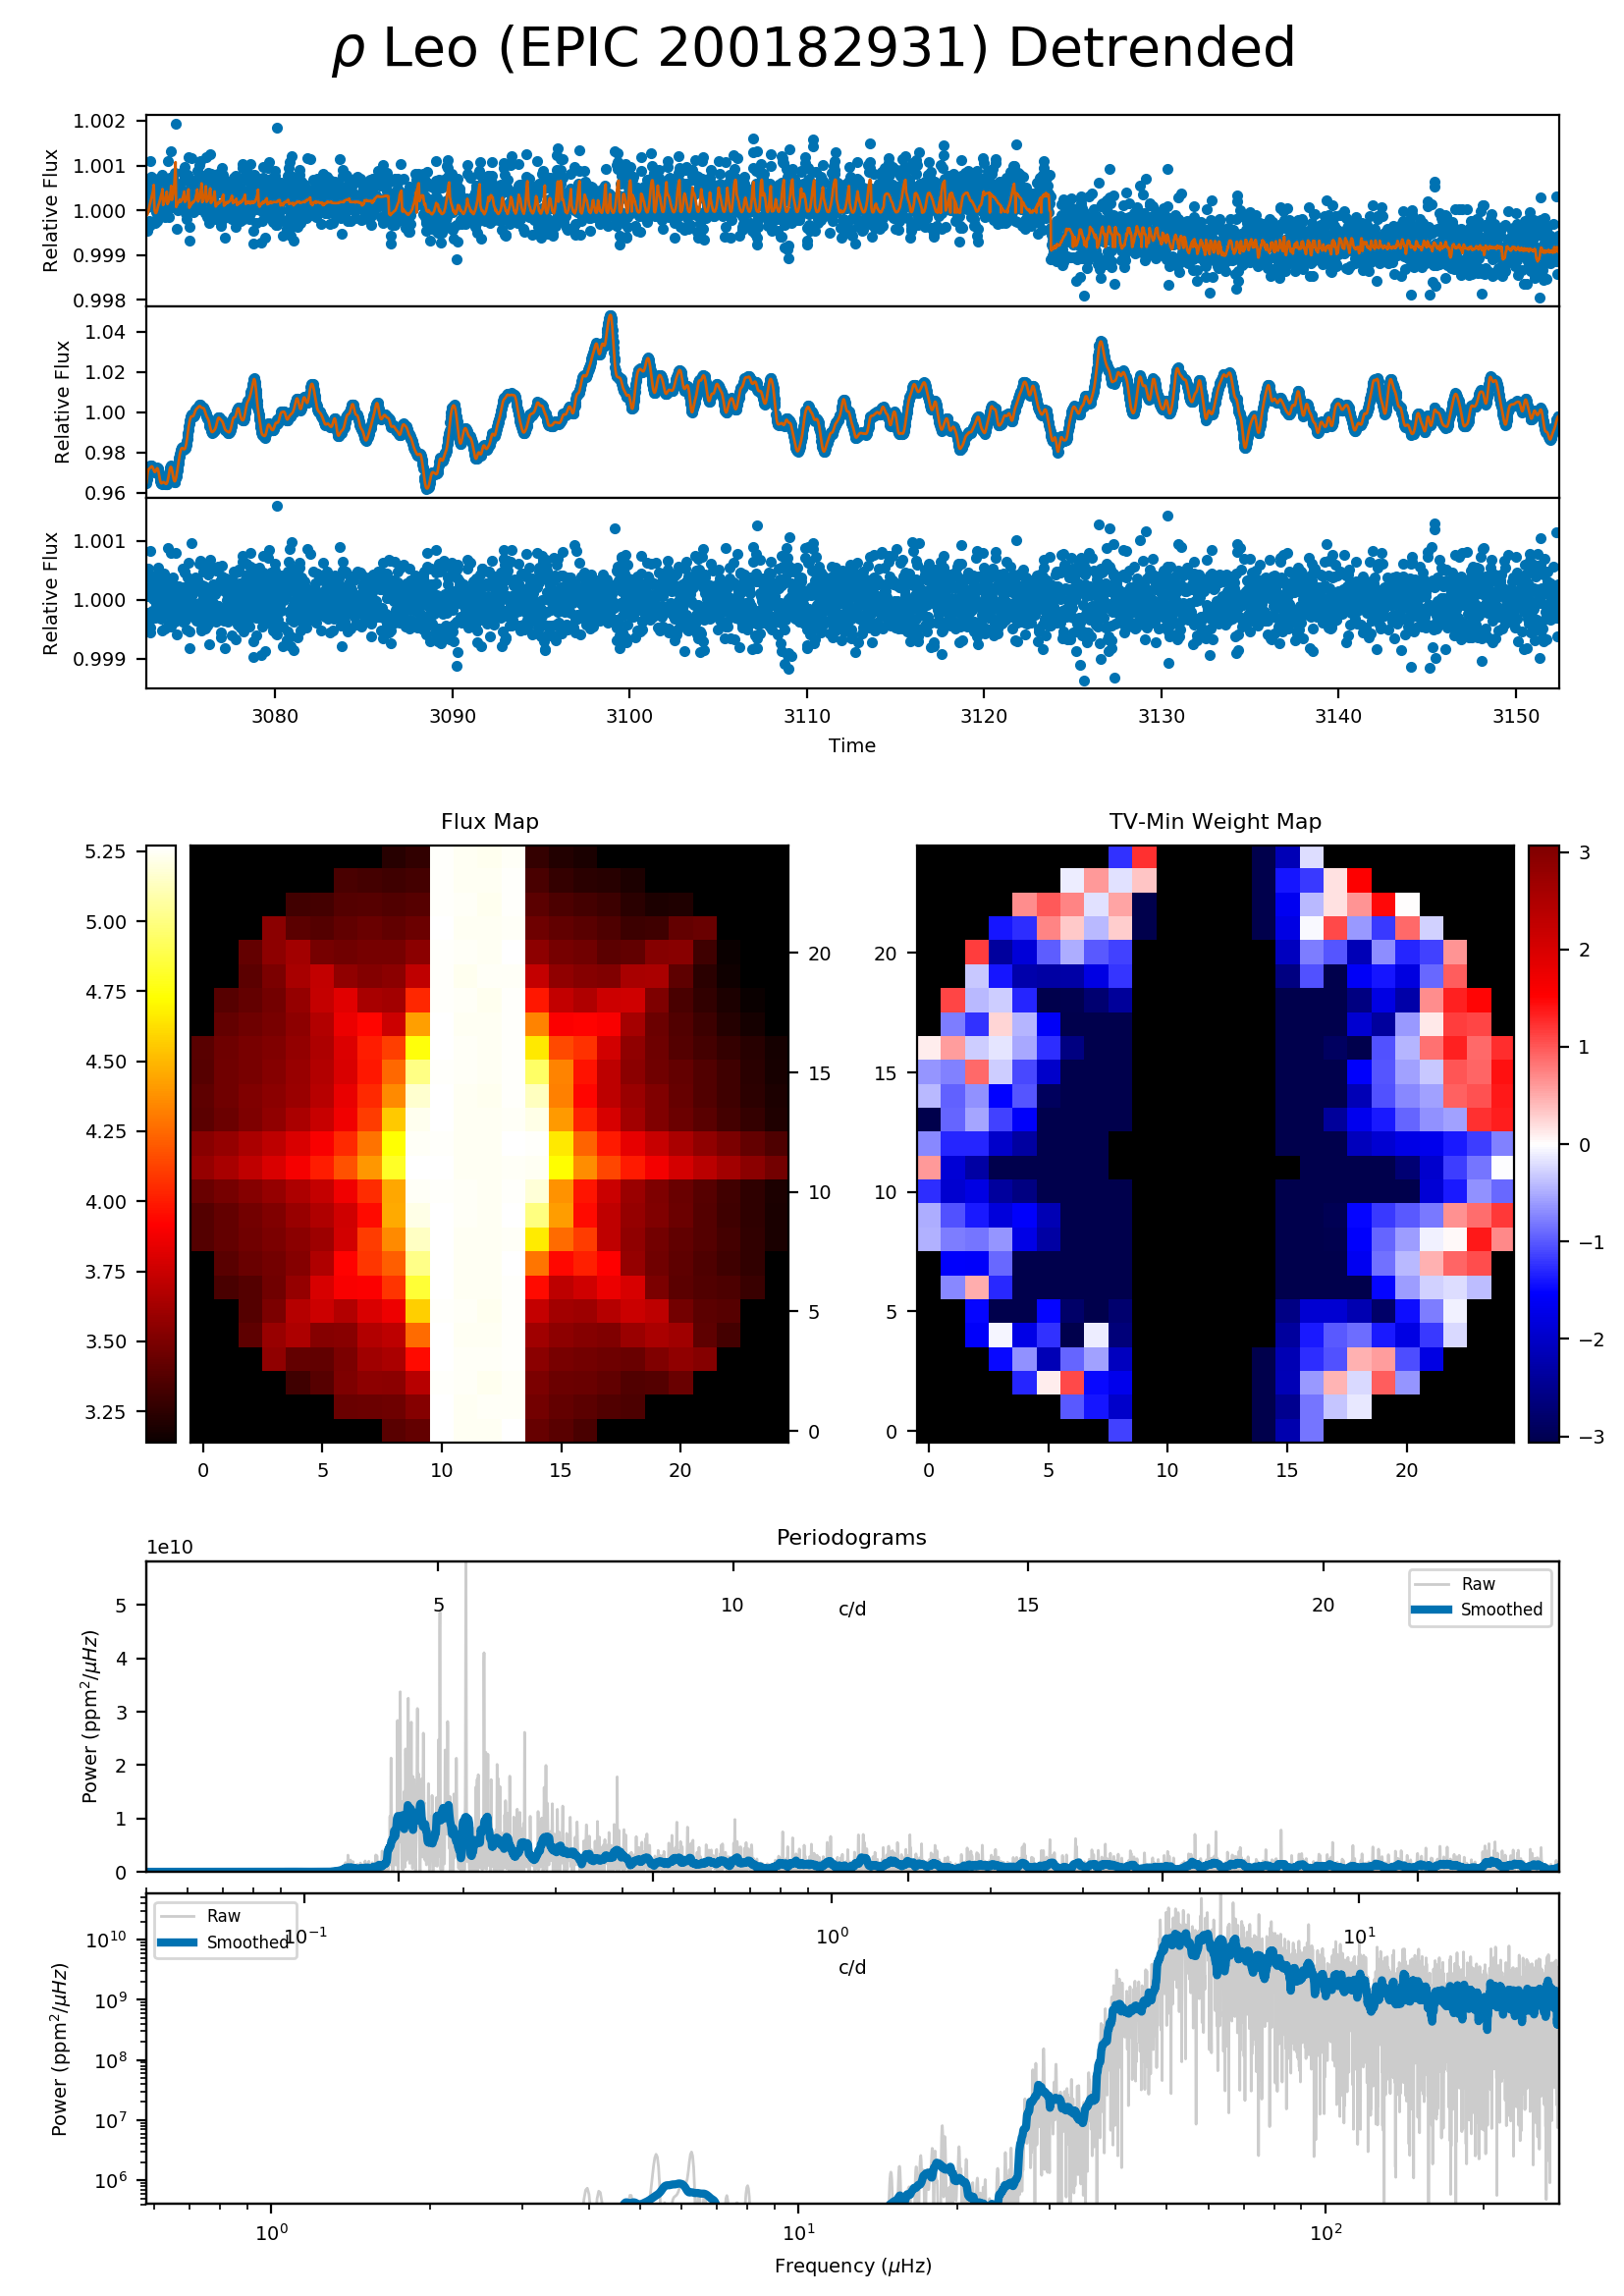 ρ Leo (EPIC 200182931) Detrended
1.002
1.001
1.000
0.999
0.998
Relative Flux
1.04
1.02
1.00
0.98
0.96
Relative Flux
1.001
1.000
0.999
Relative Flux
3080 3090 3100 3110 3120 3130 3140 3150
Time
Flux Map
5.25
5.00
4.75
4.50
4.25
4.00
3.75
3.50
3.25
20
15
10
5
0
0 5 10 15 20
TV-Min Weight Map
20
15
10
5
0
0 5 10 15 20
3
2
1
0
−1
−2
−3
Periodograms
1e10
5
4
3
2
1
0
Power (ppm²/μHz)
5 10 15 20
c/d
Raw
Smoothed
Raw
Smoothed
10⁻¹ 10⁰ 10¹
c/d
10¹⁰
10⁹
10⁸
10⁷
10⁶
Power (ppm²/μHz)
10⁰ 10¹ 10²
Frequency (μHz)